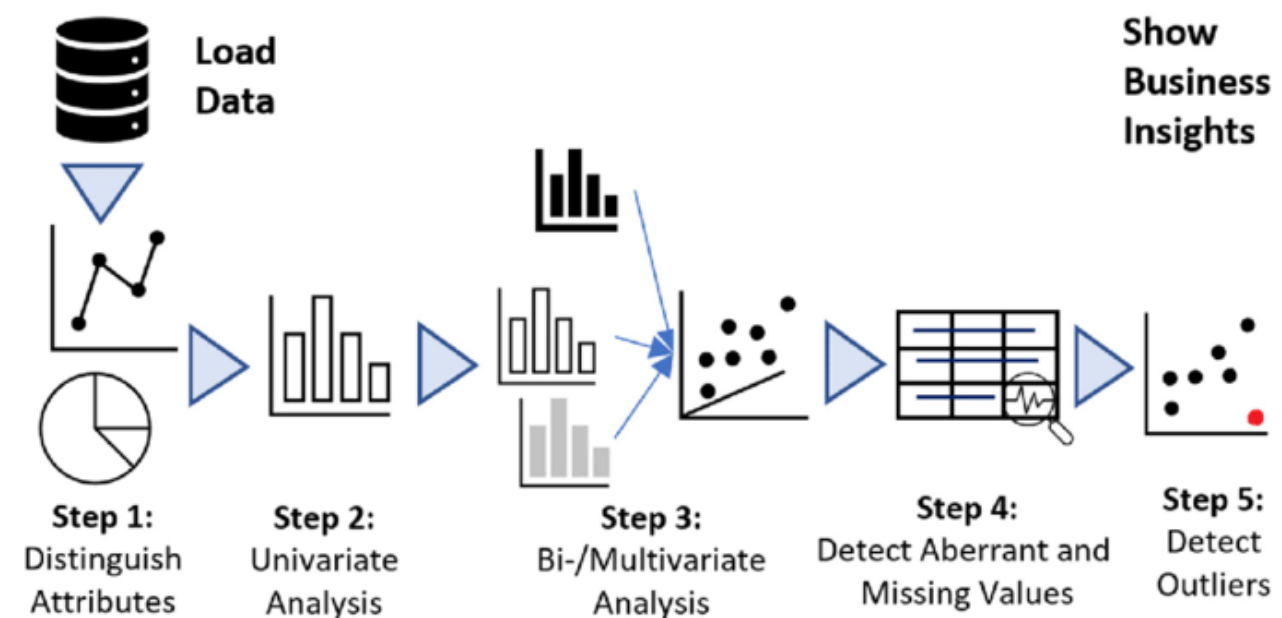 Load
Data
Show
Business
Insights
Step 1:
Distinguish
Attributes
Step 2:
Univariate
Analysis
Step 3:
Bi-/Multivariate
Analysis
Step 4:
Detect Aberrant and
Missing Values
Step 5:
Detect
Outliers